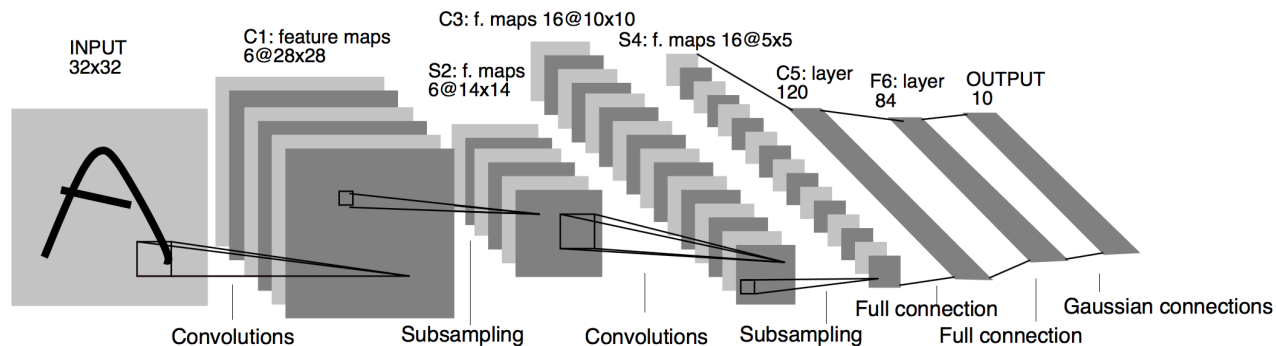 INPUT
32x32
C1: feature maps
6@28x28
S2: f. maps
6@14x14
C3: f. maps 16@10x10
S4: f. maps 16@5x5
C5: layer
120
F6: layer
84
OUTPUT
10
Convolutions
Subsampling
Convolutions
Subsampling
Full connection
Full connection
Gaussian connections